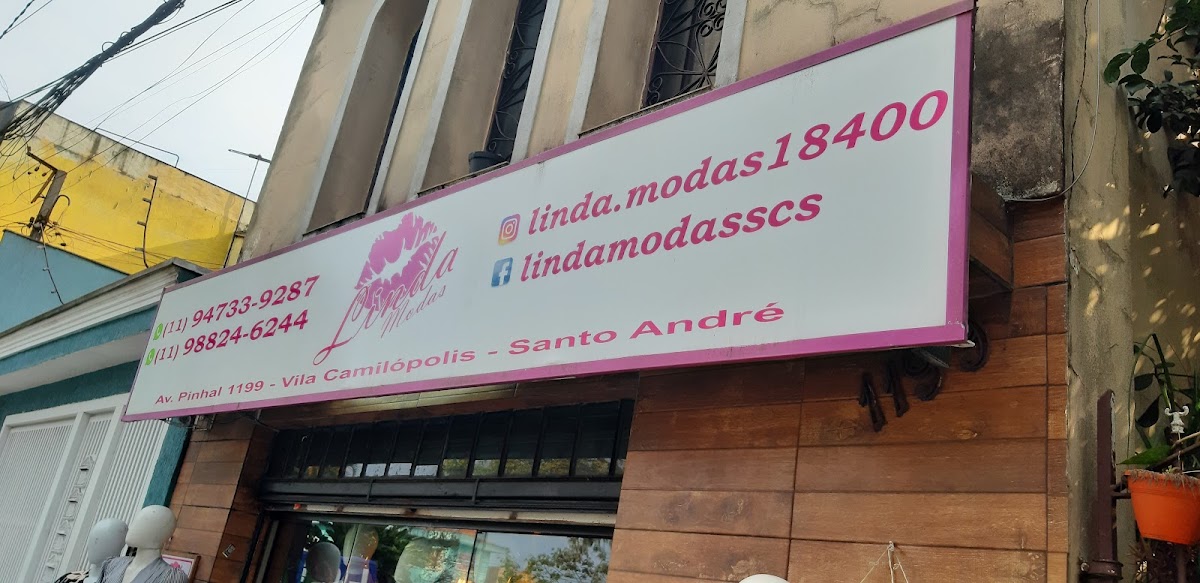 (11) 94733-9287
(11) 98824-6244
Linda
Modas
linda.modas18400
lindamodasscs
Av. Pinhal 1199 - Vila Camilópolis - Santo André